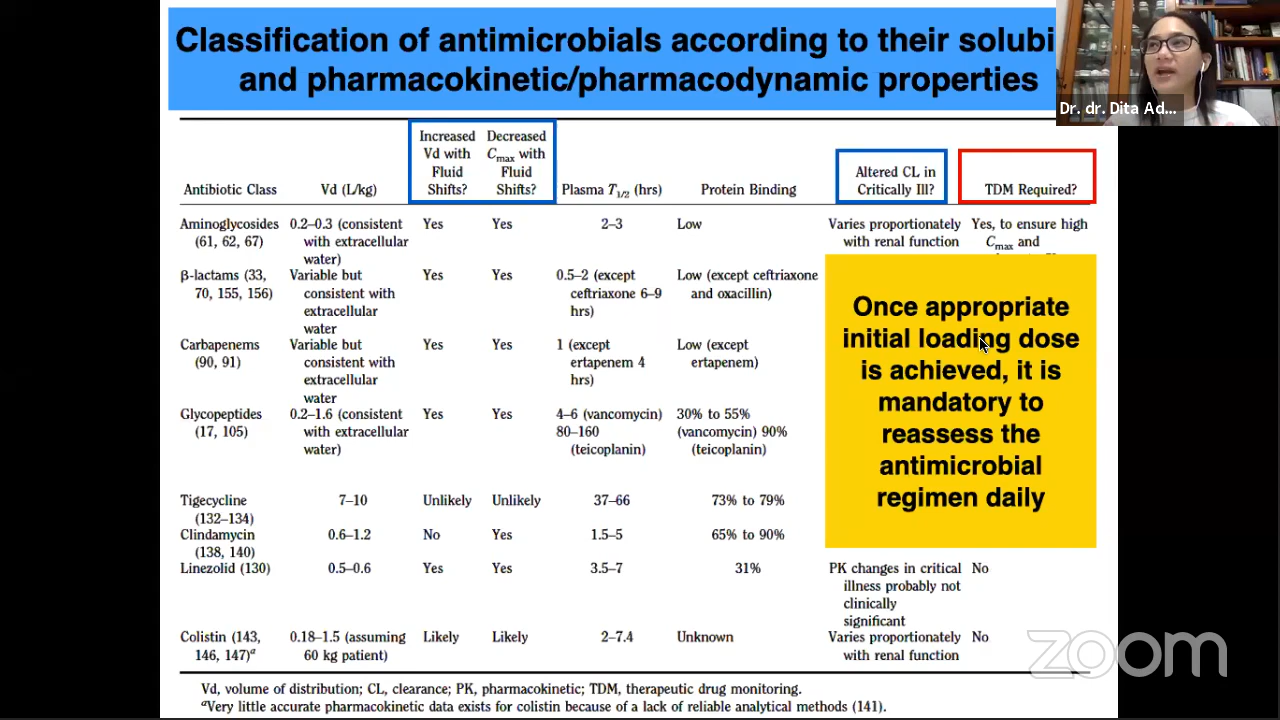 Classification of antimicrobials according to their solubi
and pharmacokinetic/pharmacodynamic properties
Dr. dr. Dita Ad...
Antibiotic Class
Vd (L/kg)
Increased
Vd with
Fluid
Shifts?
Decreased
Cmax with
Fluid
Shifts?
Plasma T1/2 (hrs)
Protein Binding
Altered CL in
Critically Ill?
TDM Required?
Aminoglycosides
(61, 62, 67)
0.2–0.3 (consistent
with extracellular
water)
Yes
Yes
2–3
Low
Varies proportionately
with renal function
Yes, to ensure high
Cmax and
β-lactams (33,
70, 155, 156)
Variable but
consistent with
extracellular
water
Yes
Yes
0.5–2 (except
ceftriaxone 6–9
hrs)
Low (except ceftriaxone
and oxacillin)
Carbapenems
(90, 91)
Variable but
consistent with
extracellular
water
Yes
Yes
1 (except
ertapenem 4
hrs)
Low (except
ertapenem)
Glycopeptides
(17, 105)
0.2–1.6 (consistent
with extracellular
water)
Yes
Yes
4–6 (vancomycin)
80–160
(teicoplanin)
30% to 55%
(vancomycin) 90%
(teicoplanin)
Once appropriate
initial loading dose
is achieved, it is
mandatory to
reassess the
antimicrobial
regimen daily
Tigecycline
(132–134)
7–10
Unlikely
Unlikely
37–66
73% to 79%
Clindamycin
(138, 140)
0.6–1.2
No
Yes
1.5–5
65% to 90%
Linezolid (130)
0.5–0.6
Yes
Yes
3.5–7
31%
PK changes in critical
illness probably not
clinically
significant
No
Colistin (143,
146, 147)a
0.18–1.5 (assuming
60 kg patient)
Likely
Likely
2–7.4
Unknown
Varies proportionately
with renal function
No
zoom
Vd, volume of distribution; CL, clearance; PK, pharmacokinetic; TDM, therapeutic drug monitoring.
aVery little accurate pharmacokinetic data exists for colistin because of a lack of reliable analytical methods (141).